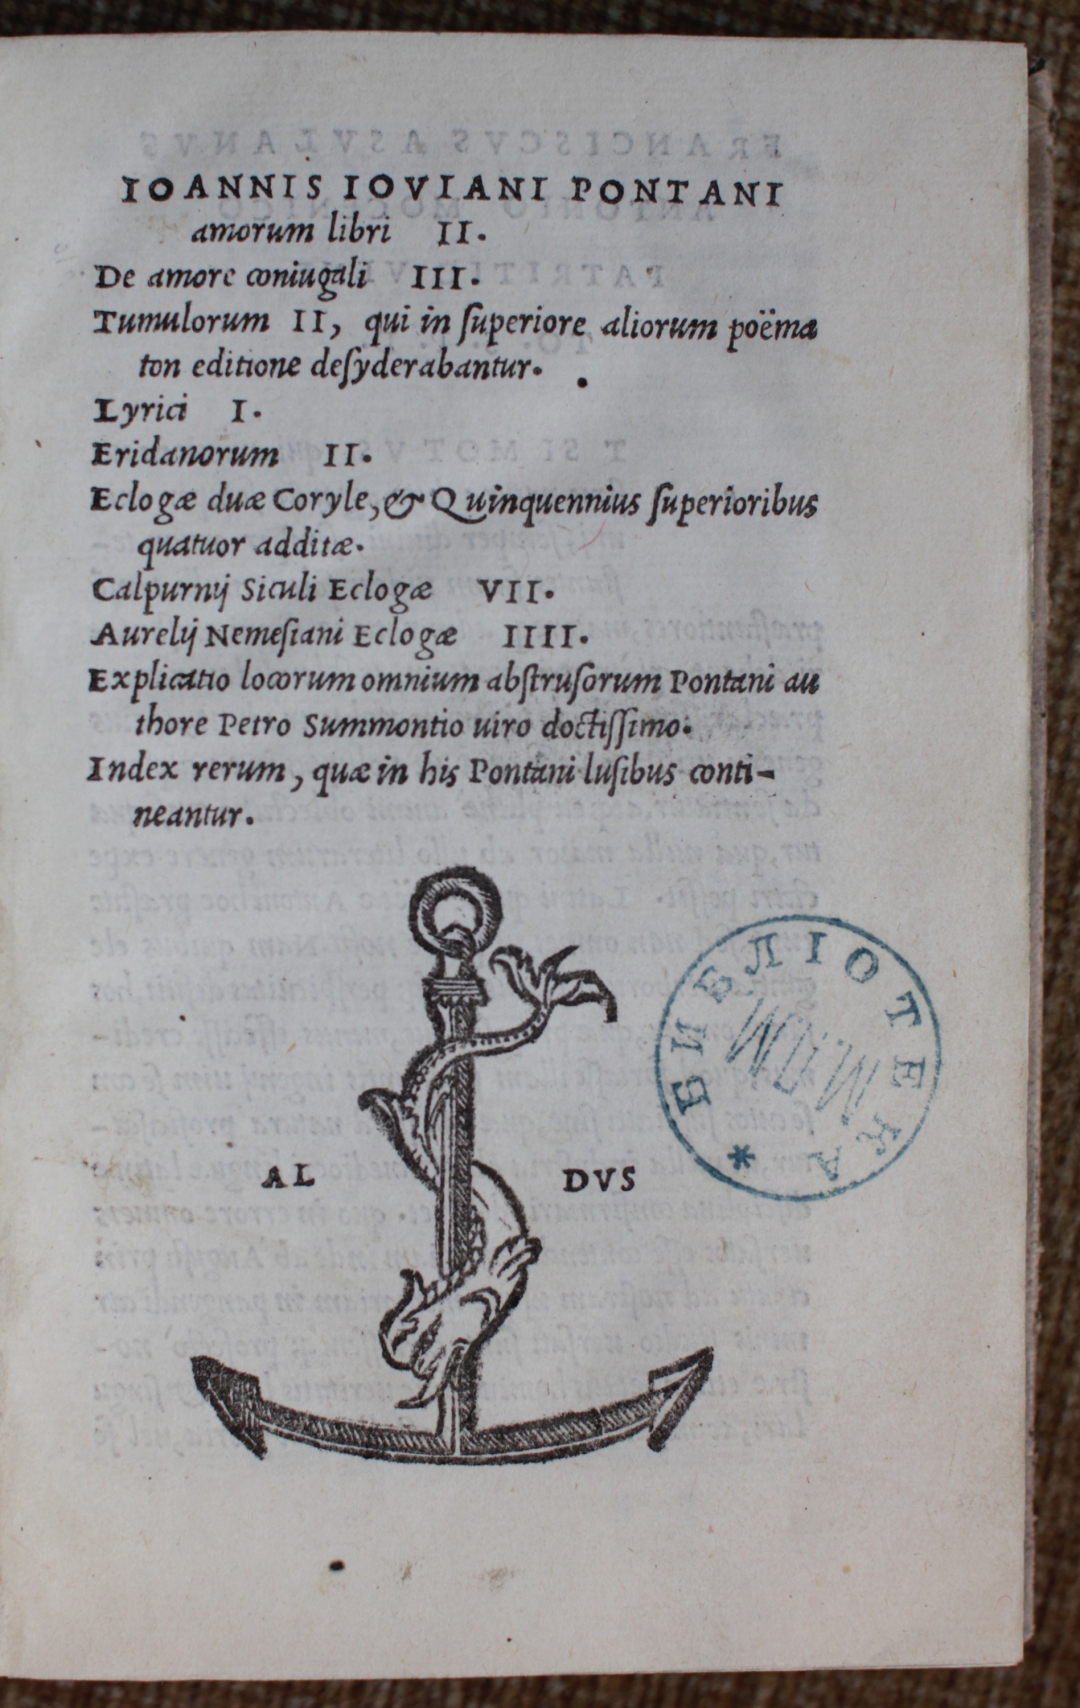 IOANNIS IOVIANI PONTANI
amorum libri II.
De amore coniugali III.
Tumulorum II, qui in ſuperiore aliorum poëma
ton editione deſyderabantur.
Lyrici I.
Eridanorum II.
Eclogæ duæ Coryle, & Quinquennius ſuperioribus
quatuor additæ.
Calpurnij Siculi Eclogæ VII.
Aurelij Nemeſiani Eclogæ IIII.
Explicatio locorum omnium abſtruſorum Pontani au
thore Petro Summontio uiro doctiſſimo.
Index rerum, quæ in his Pontani luſibus conti-
neantur.
AL DVS
БИБЛІОТЕКА *